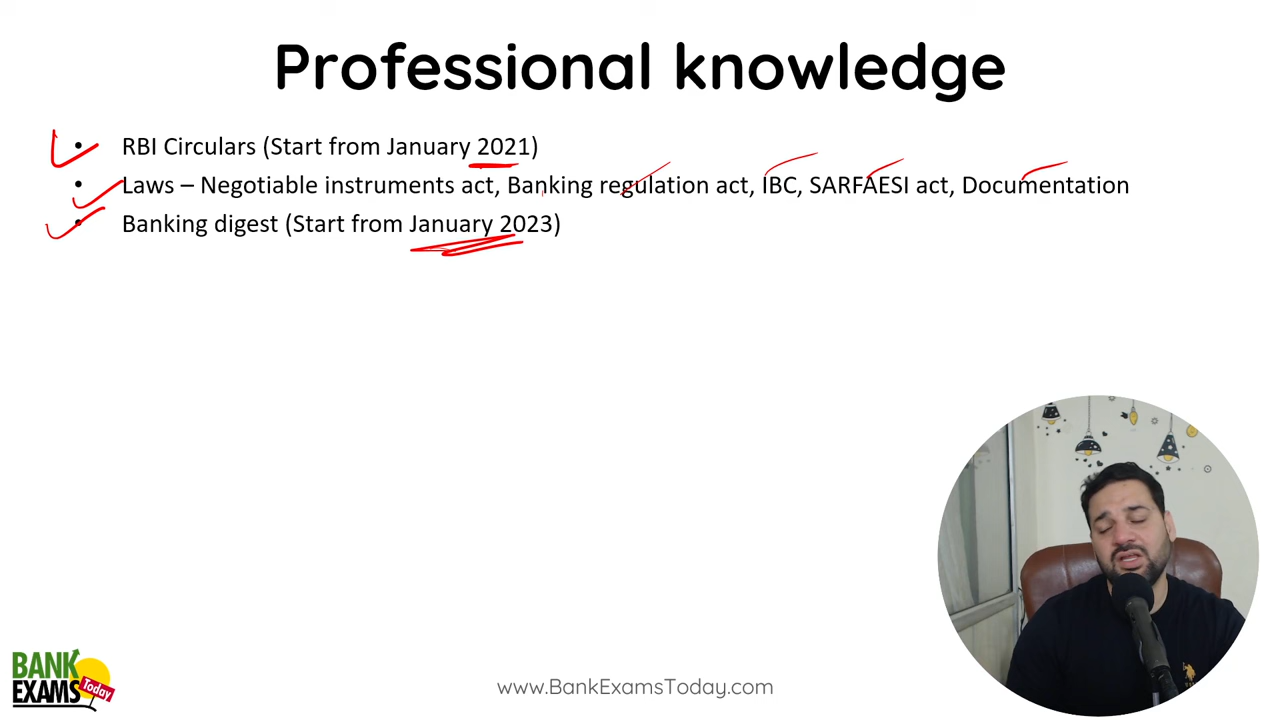 Professional knowledge
• RBI Circulars (Start from January 2021)
• Laws – Negotiable instruments act, Banking regulation act, IBC, SARFAESI act, Documentation
• Banking digest (Start from January 2023)
BANK
EXAMS
Today
www.BankExamsToday.com